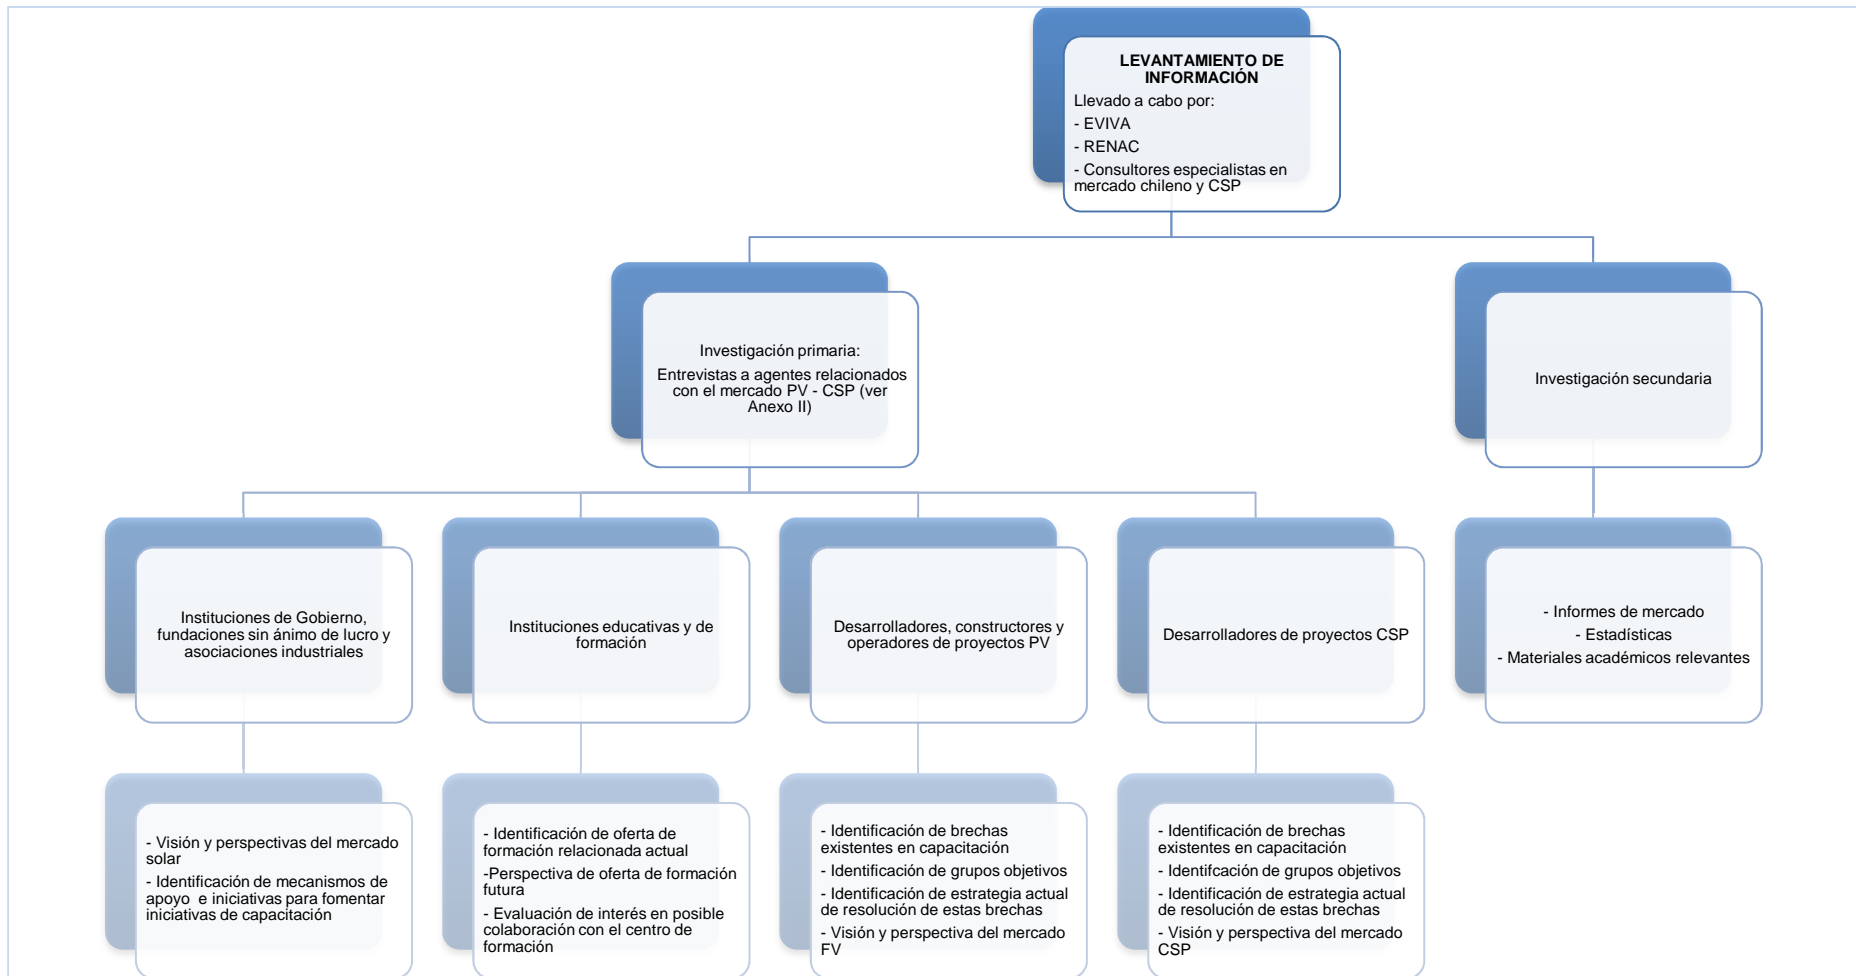 LEVANTAMIENTO DE
INFORMACIÓN
Llevado a cabo por:
- EVIVA
- RENAC
- Consultores especialistas en
mercado chileno y CSP
Investigación primaria:
Entrevistas a agentes relacionados
con el mercado PV - CSP (ver
Anexo II)
Investigación secundaria
Instituciones de Gobierno,
fundaciones sin ánimo de lucro y
asociaciones industriales
Instituciones educativas y de
formación
Desarrolladores, constructores y
operadores de proyectos PV
Desarrolladores de proyectos CSP
- Informes de mercado
- Estadísticas
- Materiales académicos relevantes
- Visión y perspectivas del mercado
solar
- Identificación de mecanismos de
apoyo  e iniciativas para fomentar
iniciativas de capacitación
- Identificación de oferta de
formación relacionada actual
-Perspectiva de oferta de formación
futura
- Evaluación de interés en posible
colaboración con el centro de
formación
- Identificación de brechas
existentes en capacitación
- Identificación de grupos objetivos
- Identificación de estrategia actual
de resolución de estas brechas
- Visión y perspectiva del mercado
FV
- Identificación de brechas
existentes en capacitación
- Identifcación de grupos objetivos
- Identificación de estrategia actual
de resolución de estas brechas
- Visión y perspectiva del mercado
CSP